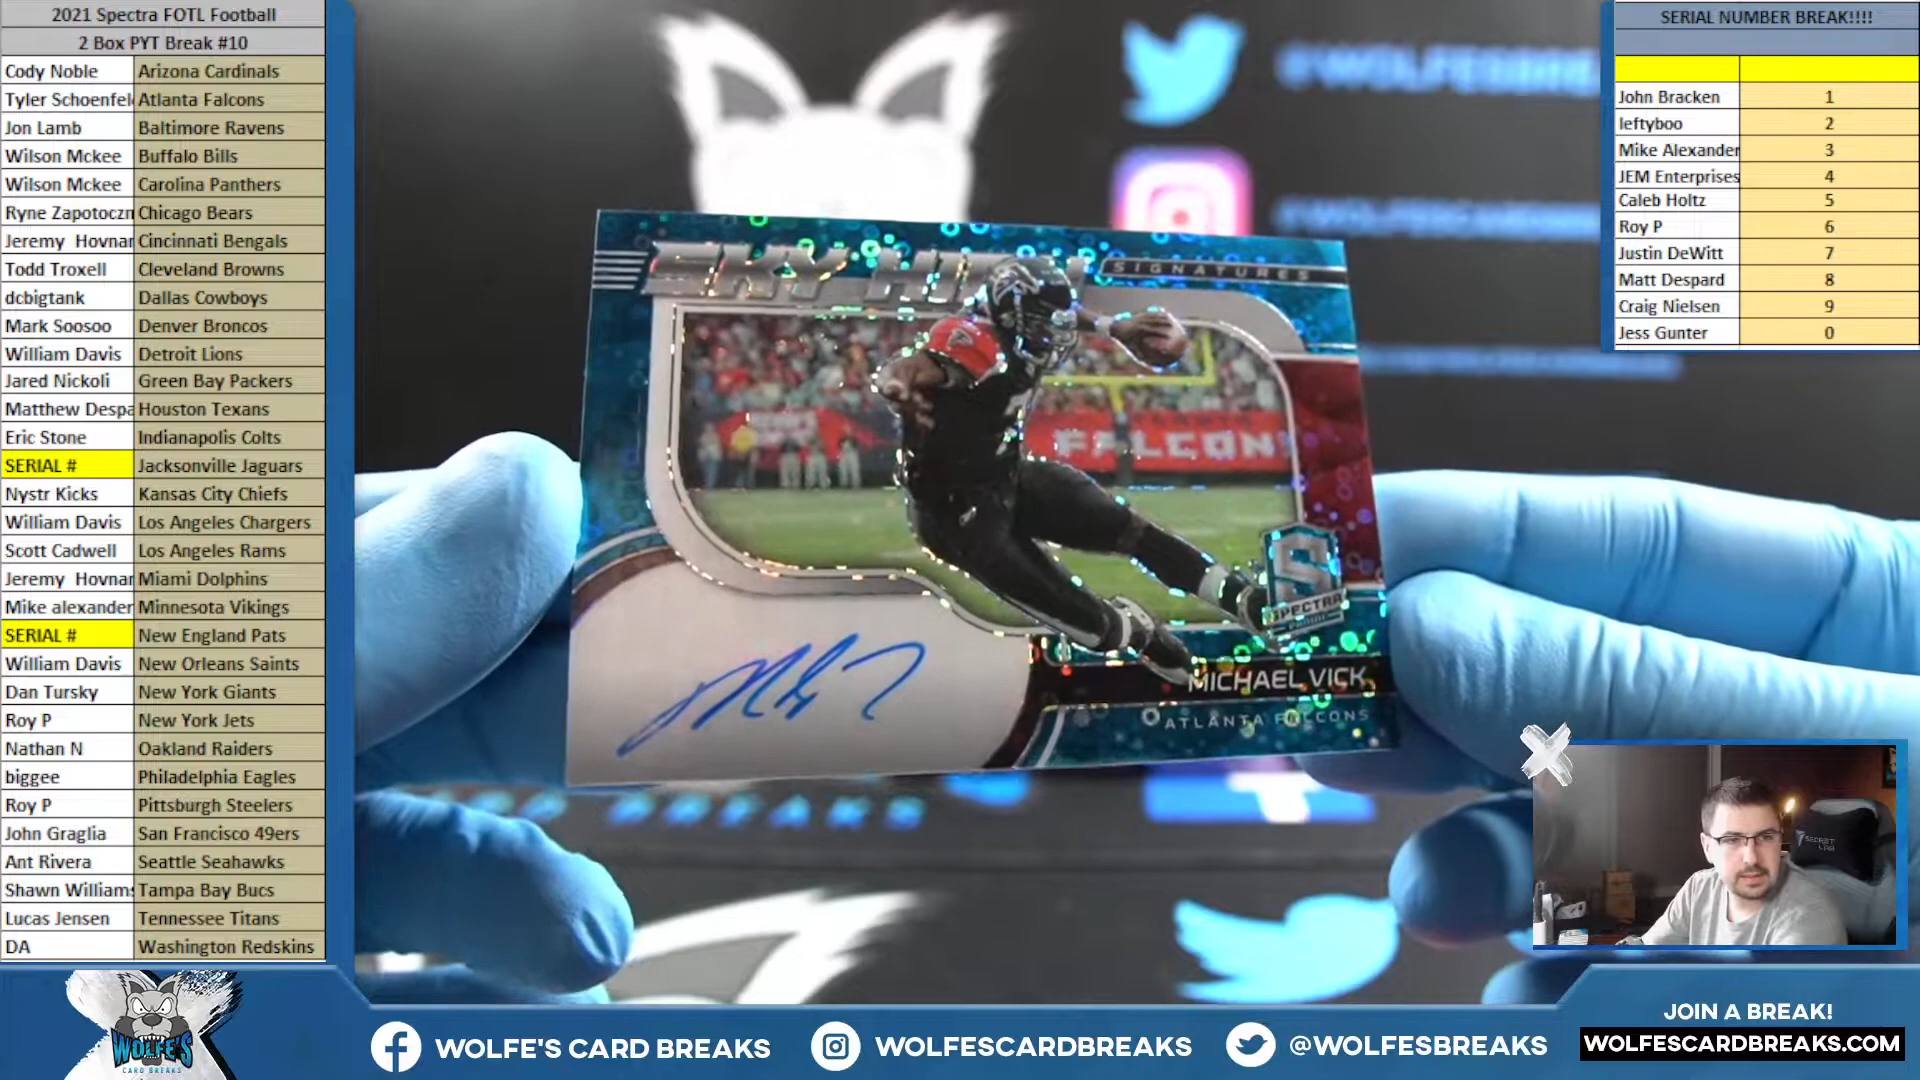 2021 Spectra FOTL Football
2 Box PYT Break #10
Cody Noble Arizona Cardinals
Tyler Schoenfel Atlanta Falcons
Jon Lamb Baltimore Ravens
Wilson Mckee Buffalo Bills
Wilson Mckee Carolina Panthers
Ryne Zapotoczn Chicago Bears
Jeremy Hovnar Cincinnati Bengals
Todd Troxell Cleveland Browns
dcbigtank Dallas Cowboys
Mark Soosoo Denver Broncos
William Davis Detroit Lions
Jared Nickoli Green Bay Packers
Matthew Despa Houston Texans
Eric Stone Indianapolis Colts
SERIAL # Jacksonville Jaguars
Nystr Kicks Kansas City Chiefs
William Davis Los Angeles Chargers
Scott Cadwell Los Angeles Rams
Jeremy Hovnar Miami Dolphins
Mike alexander Minnesota Vikings
SERIAL # New England Pats
William Davis New Orleans Saints
Dan Tursky New York Giants
Roy P New York Jets
Nathan N Oakland Raiders
biggee Philadelphia Eagles
Roy P Pittsburgh Steelers
John Graglia San Francisco 49ers
Ant Rivera Seattle Seahawks
Shawn Williams Tampa Bay Bucs
Lucas Jensen Tennessee Titans
DA Washington Redskins
SERIAL NUMBER BREAK!!!!
John Bracken 1
leftyboo 2
Mike Alexander 3
JEM Enterprises 4
Caleb Holtz 5
Roy P 6
Justin DeWitt 7
Matt Despard 8
Craig Nielsen 9
Jess Gunter 0
SIGNATURES
FALCON
S
SPECTRA
PANINI
MICHAEL VICK
ATLANTA FALCONS
SECRET
LAB
WOLFE'S
CARD BREAKS
WOLFE'S CARD BREAKS
WOLFESCARDBREAKS
@WOLFESBREAKS
JOIN A BREAK!
WOLFESCARDBREAKS.COM